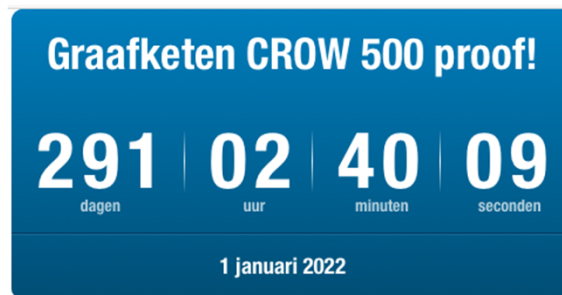 Graafketen CROW 500 proof!
291 02 40 09
dagen uur minuten seconden
1 januari 2022